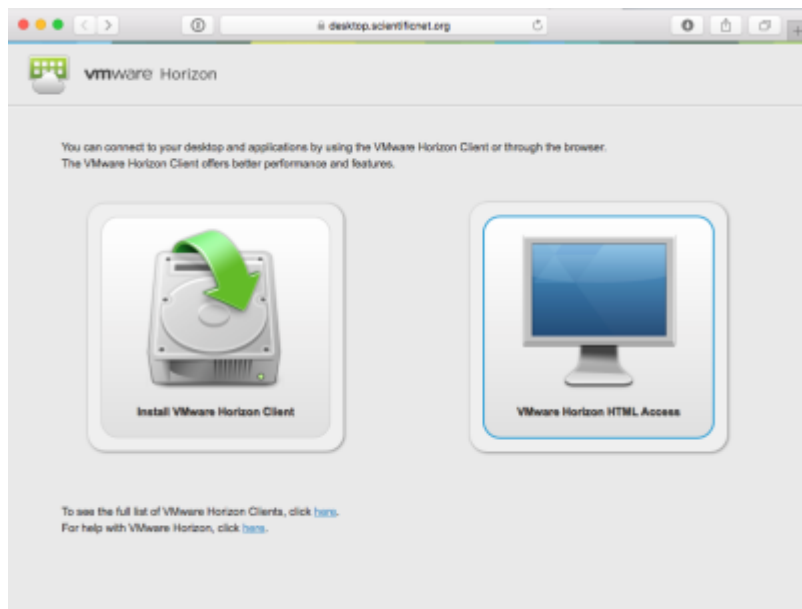 desktop.scientificnet.org
vmware Horizon
You can connect to your desktop and applications by using the VMware Horizon Client or through the browser.
The VMware Horizon Client offers better performance and features.
Install VMware Horizon Client
VMware Horizon HTML Access
To see the full list of VMware Horizon Clients, click here.
For help with VMware Horizon, click here.